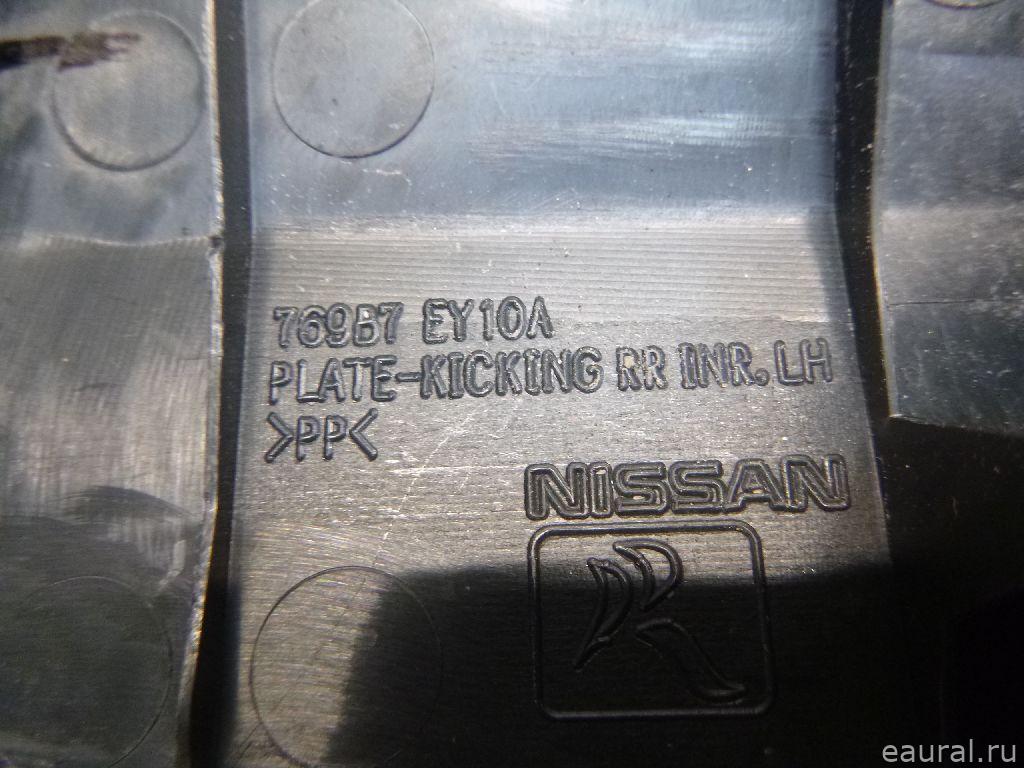 769B7 EY10A
PLATE-KICKING RR INR.LH
>PP<
NISSAN
R
eaural.ru